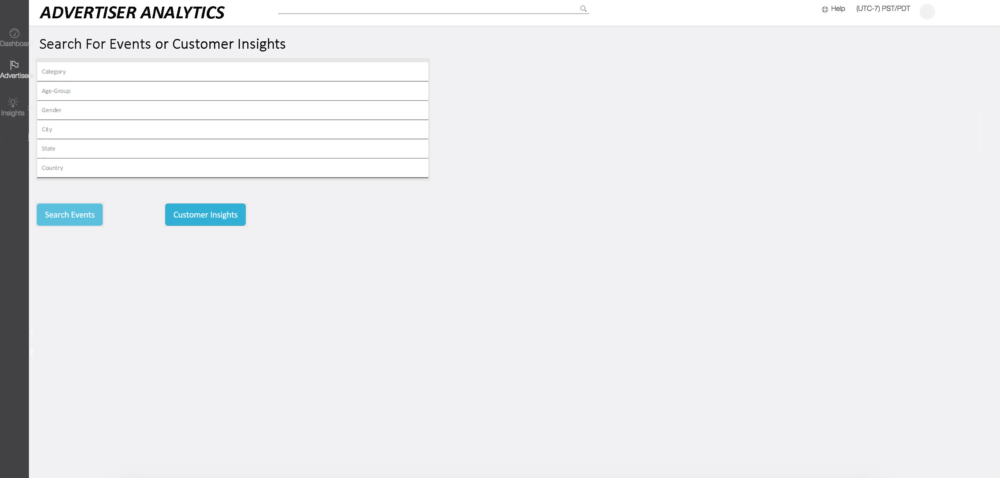 ADVERTISER ANALYTICS
Help (UTC-7) PST/PDT
Dashboar
Advertisers
Insights
Search For Events or Customer Insights
Category
Age-Group
Gender
City
State
Country
Search Events
Customer Insights